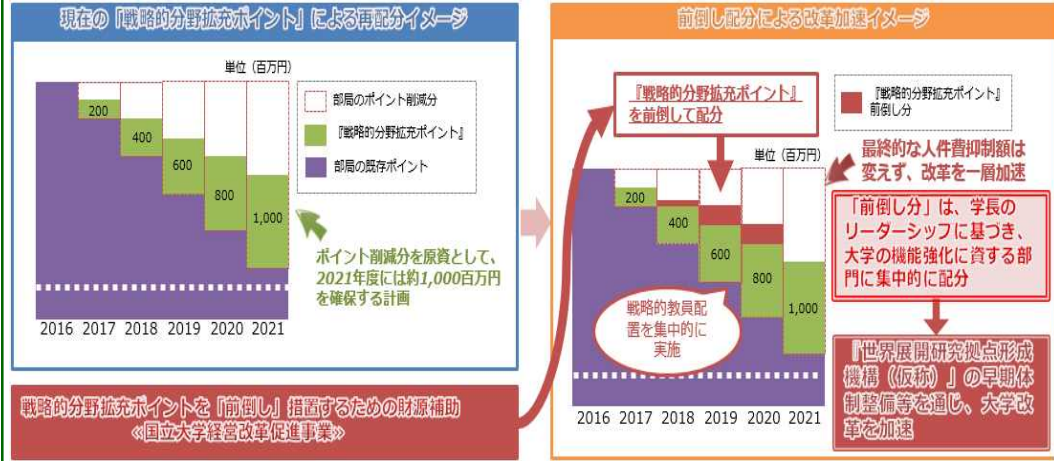 現在の「戦略的分野拡充ポイント」による再配分イメージ
単位（百万円）
部局のポイント削減分
『戦略的分野拡充ポイント』
部局の既存ポイント
200
400
600
800
1,000
ポイント削減分を原資として、
2021年度には約1,000百万円
を確保する計画
2016 2017 2018 2019 2020 2021
戦略的分野拡充ポイントを「前倒し」措置するための財源補助
≪国立大学経営改革促進事業≫
前倒し配分による改革加速イメージ
『戦略的分野拡充ポイント』
を前倒して配分
『戦略的分野拡充ポイント』
前倒し分
単位（百万円）
最終的な人件費抑制額は
変えず、改革を一層加速
200
400
600
800
1,000
戦略的教員配
置を集中的に
実施
2016 2017 2018 2019 2020 2021
「前倒し分」は、学長の
リーダーシップに基づき、
大学の機能強化に資する部
門に集中的に配分
『世界展開研究拠点形成
機構（仮称）』の早期体
制整備等を通じ、大学改
革を加速